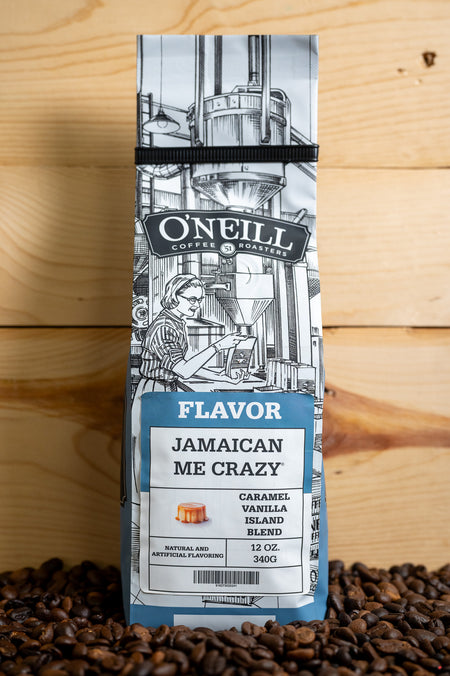 O'NEILL
COFFEE 51 ROASTERS
FLAVOR
JAMAICAN
ME CRAZY®
CARAMEL
VANILLA
ISLAND
BLEND
NATURAL AND
ARTIFICIAL FLAVORING
12 OZ.
340G
O'NEILL